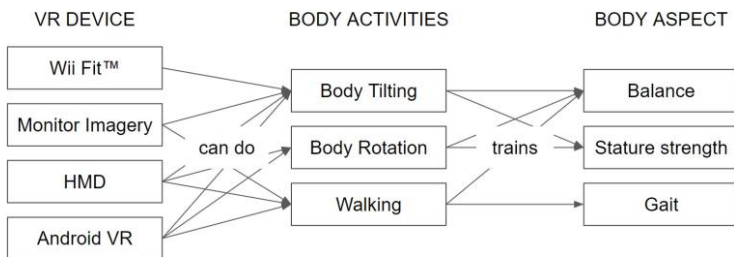 VR DEVICE
BODY ACTIVITIES
BODY ASPECT
Wii Fit™
Monitor Imagery
HMD
Android VR
can do
Body Tilting
Body Rotation
Walking
trains
Balance
Stature strength
Gait